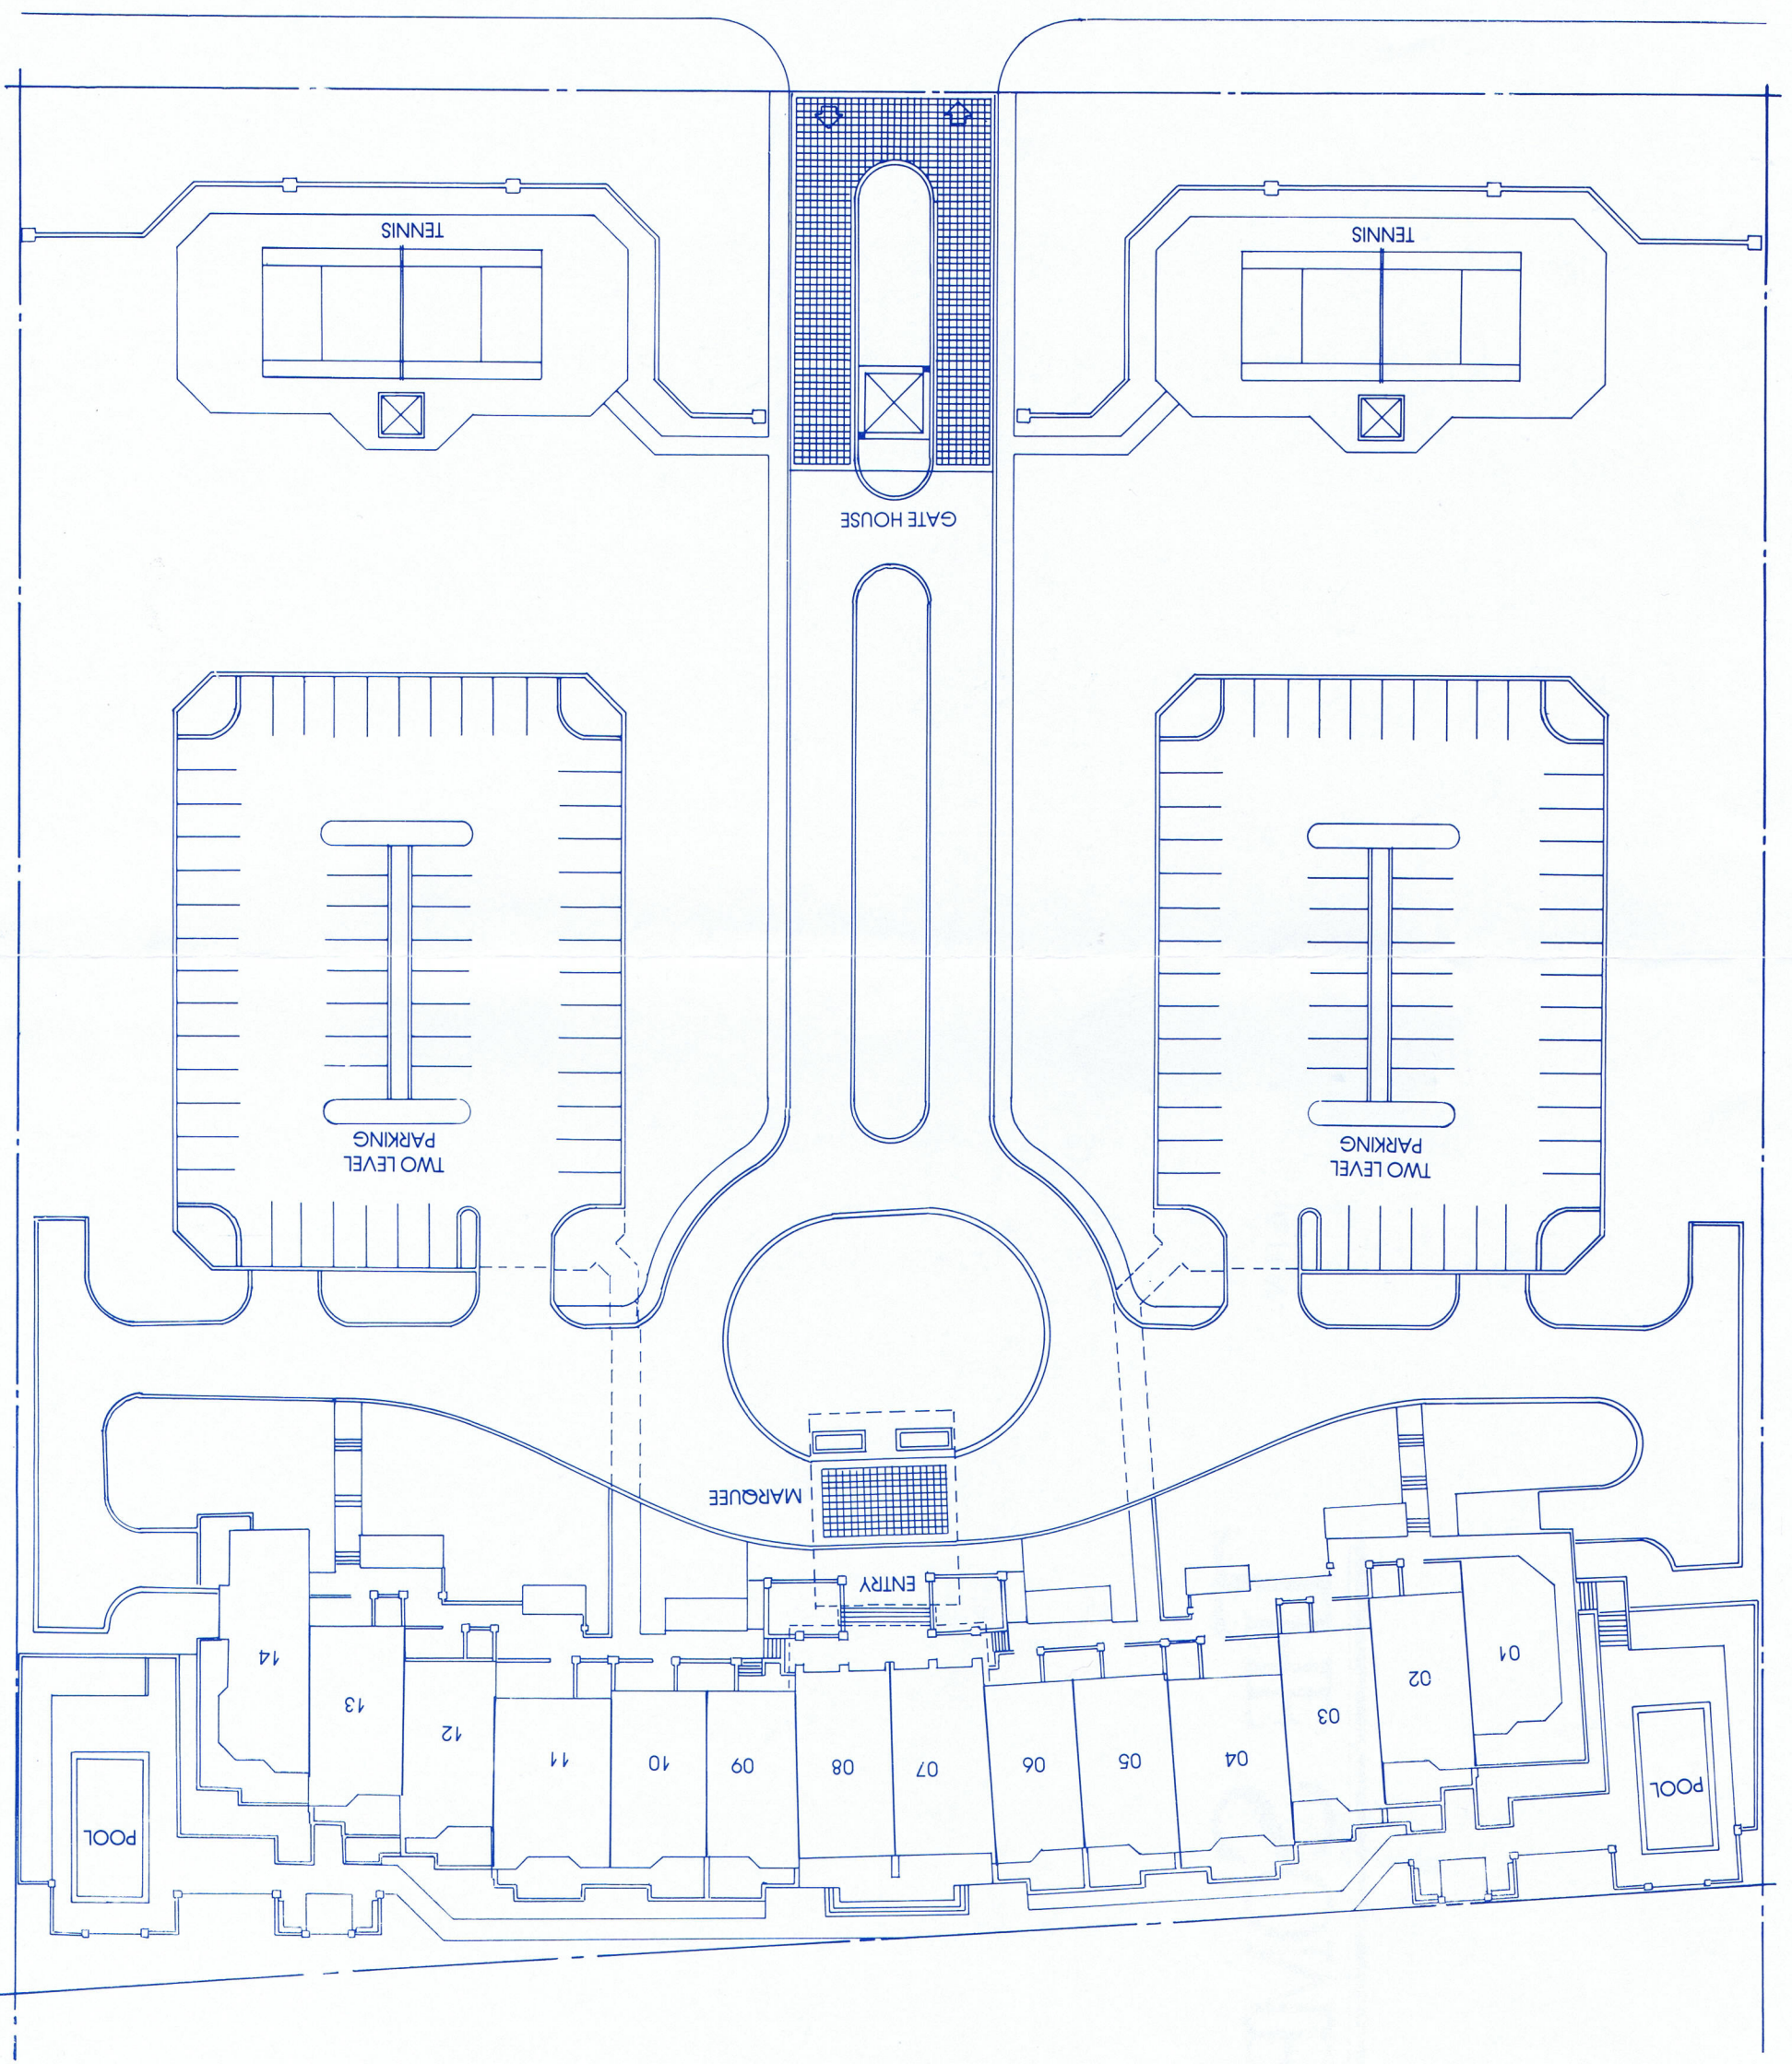 POOL
01
02
03
04
05
06
07
08
09
10
11
12
13
14
POOL
ENTRY
MARQUEE
TWO LEVEL
PARKING
TWO LEVEL
PARKING
GATE HOUSE
TENNIS
TENNIS